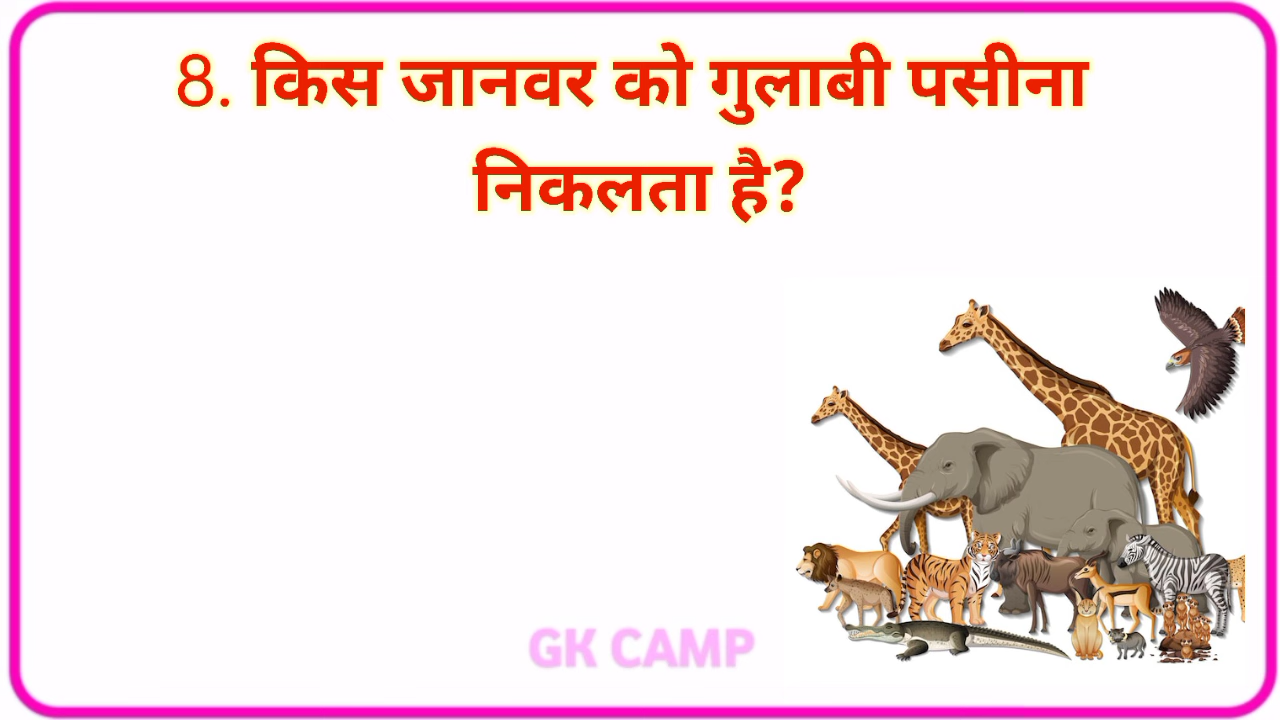 8. किस जानवर को गुलाबी पसीना
निकलता है?
GK CAMP